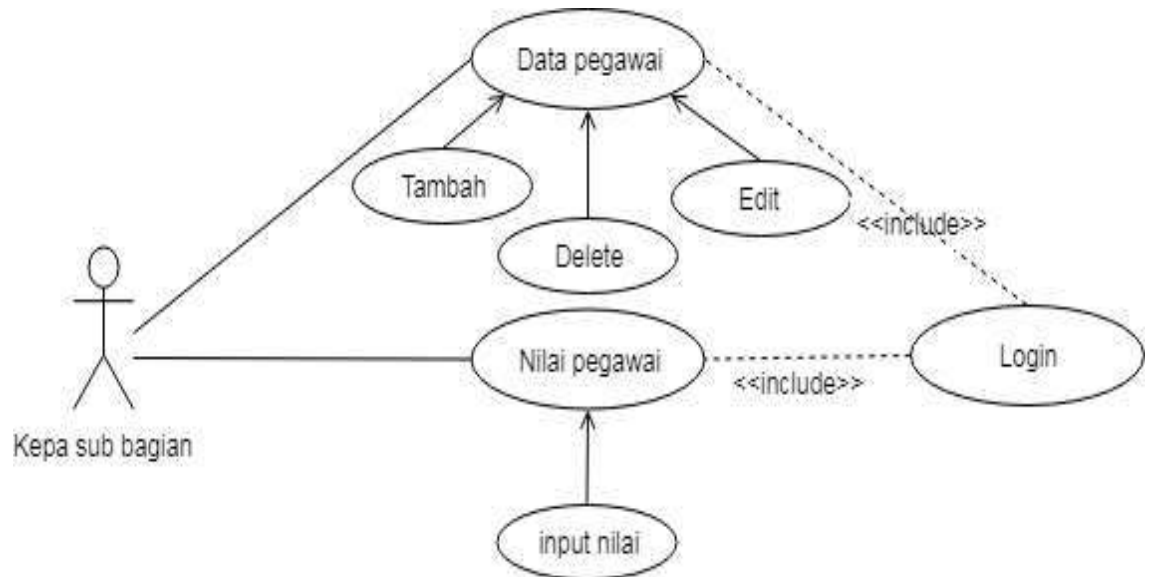 Data pegawai
Tambah
Edit
<<include>>
Delete
Nilai pegawai
Login
<<include>>
Kepa sub bagian
input nilai